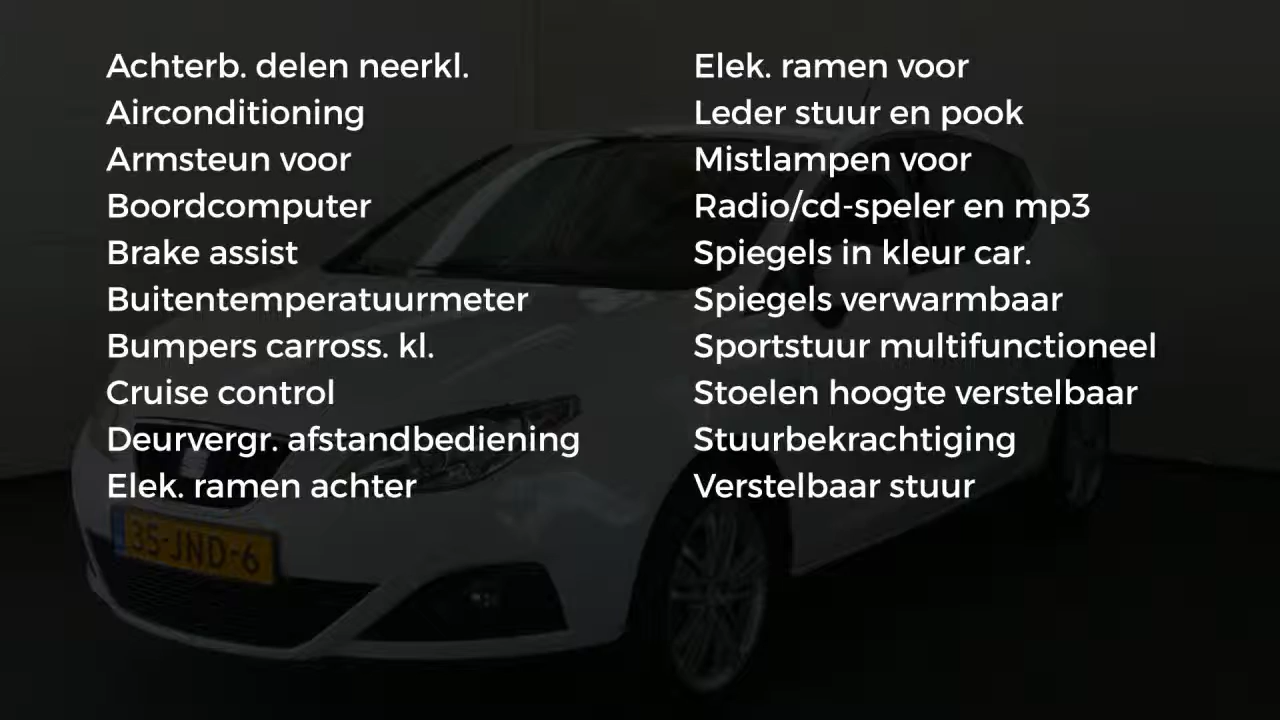 Achterb. delen neerkl.
Airconditioning
Armsteun voor
Boordcomputer
Brake assist
Buitentemperatuurmeter
Bumpers carross. kl.
Cruise control
Deurvergr. afstandbediening
Elek. ramen achter
Elek. ramen voor
Leder stuur en pook
Mistlampen voor
Radio/cd-speler en mp3
Spiegels in kleur car.
Spiegels verwarmbaar
Sportstuur multifunctioneel
Stoelen hoogte verstelbaar
Stuurbekrachtiging
Verstelbaar stuur
35-JND-6